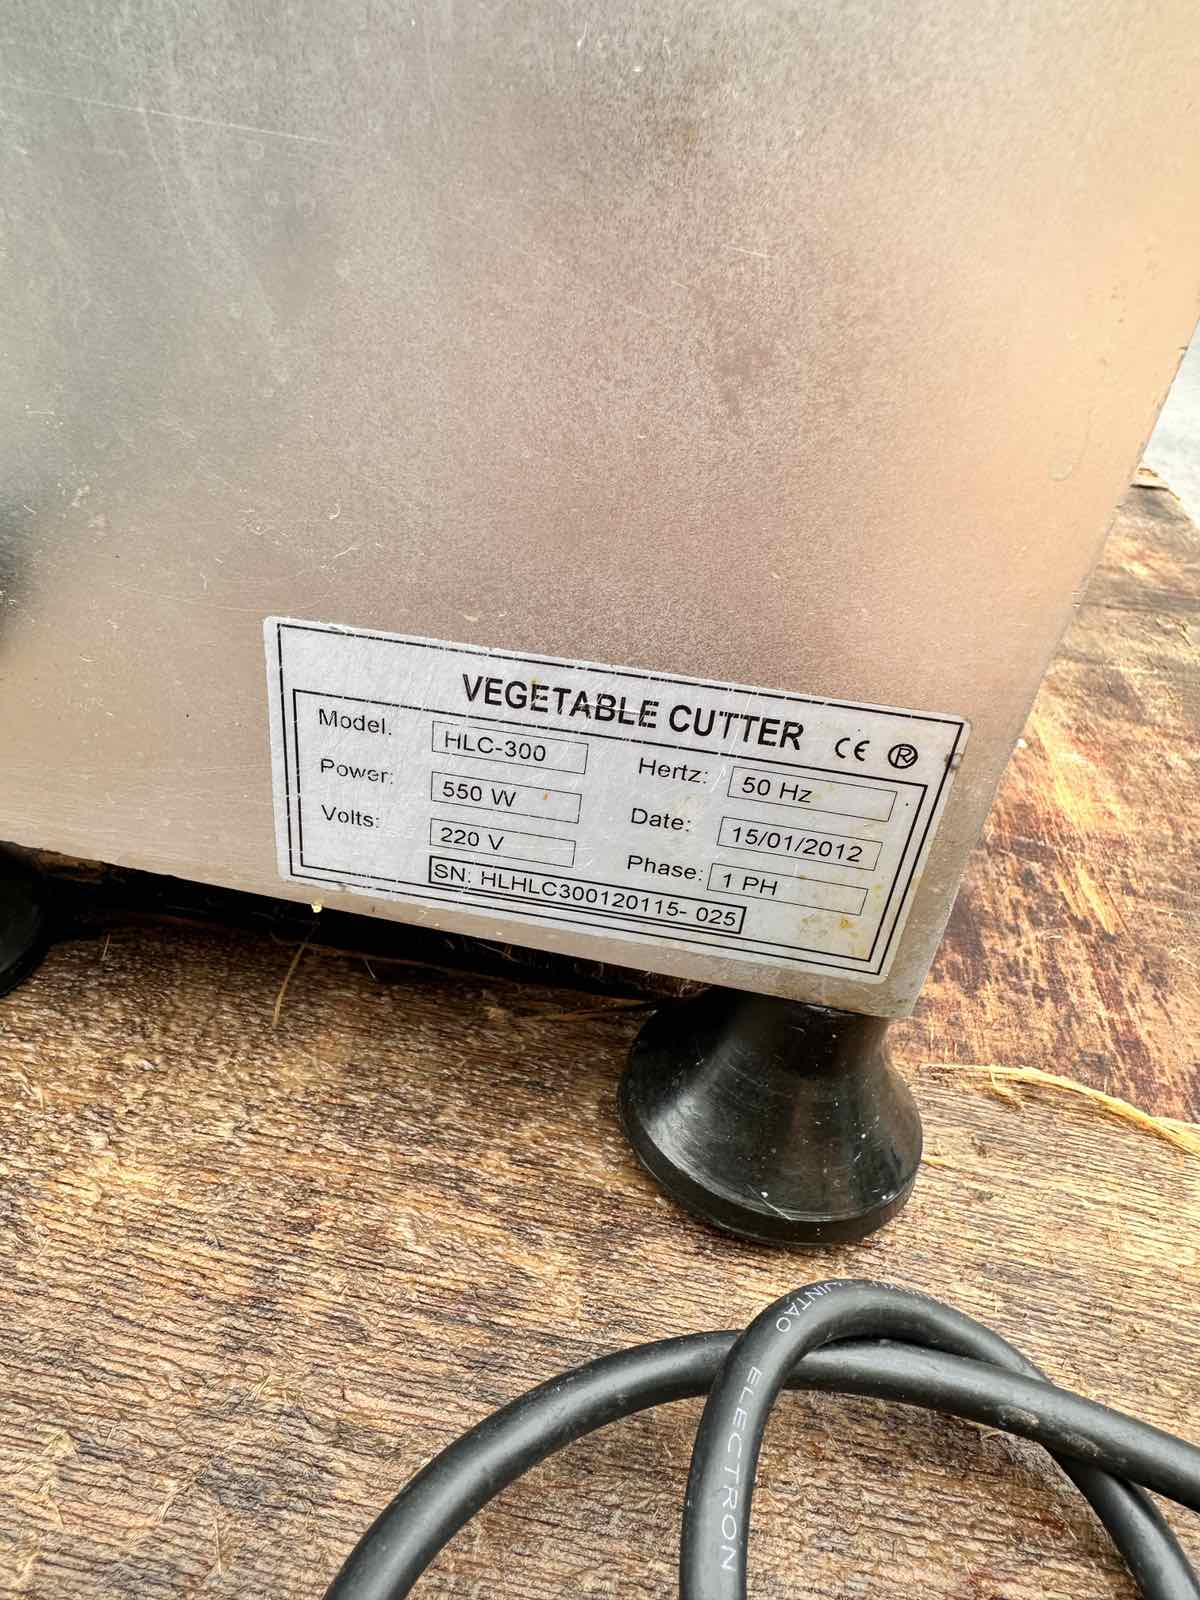 VEGETABLE CUTTER CE R
Model. HLC-300
Hertz: 50 Hz
Power: 550 W
Date: 15/01/2012
Volts: 220 V
Phase: 1 PH
SN: HLHLC300120115- 025
JINTAO
ELECTRON